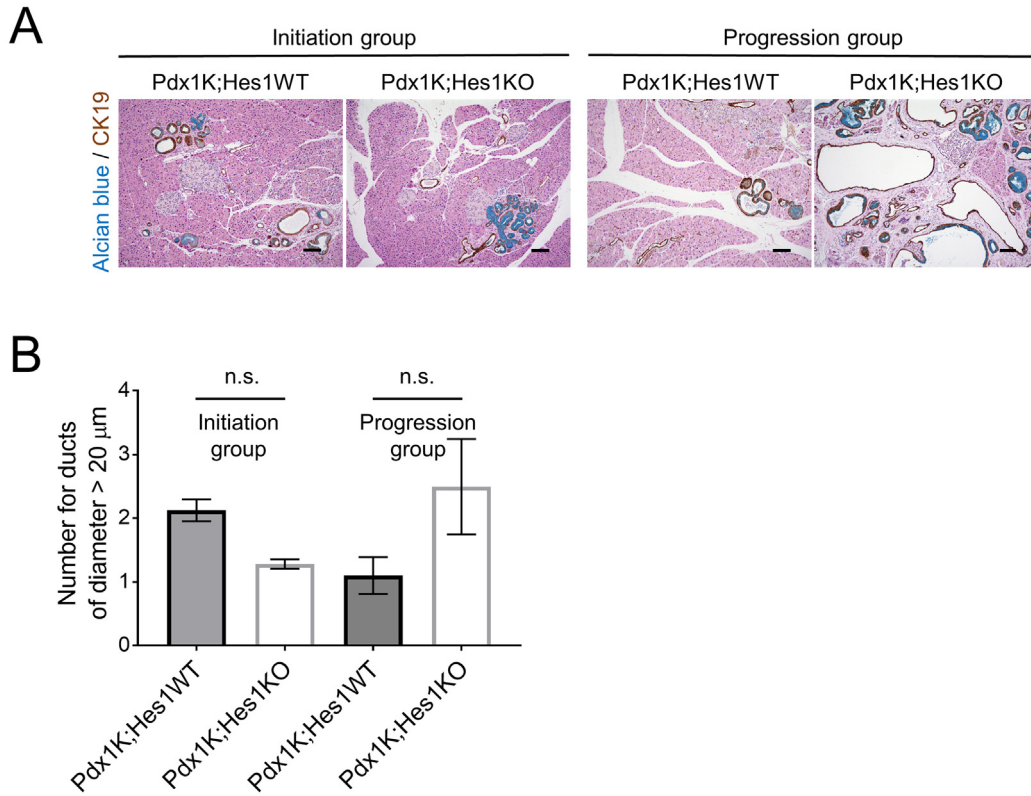 A
Initiation group
Progression group
Pdx1K;Hes1WT
Pdx1K;Hes1KO
Pdx1K;Hes1WT
Pdx1K;Hes1KO
Alcian blue / CK19
B
Number for ducts
of diameter > 20 μm
4
3
2
1
0
n.s.
n.s.
Initiation
group
Progression
group
Pdx1K;Hes1WT
Pdx1K;Hes1KO
Pdx1K;Hes1WT
Pdx1K;Hes1KO